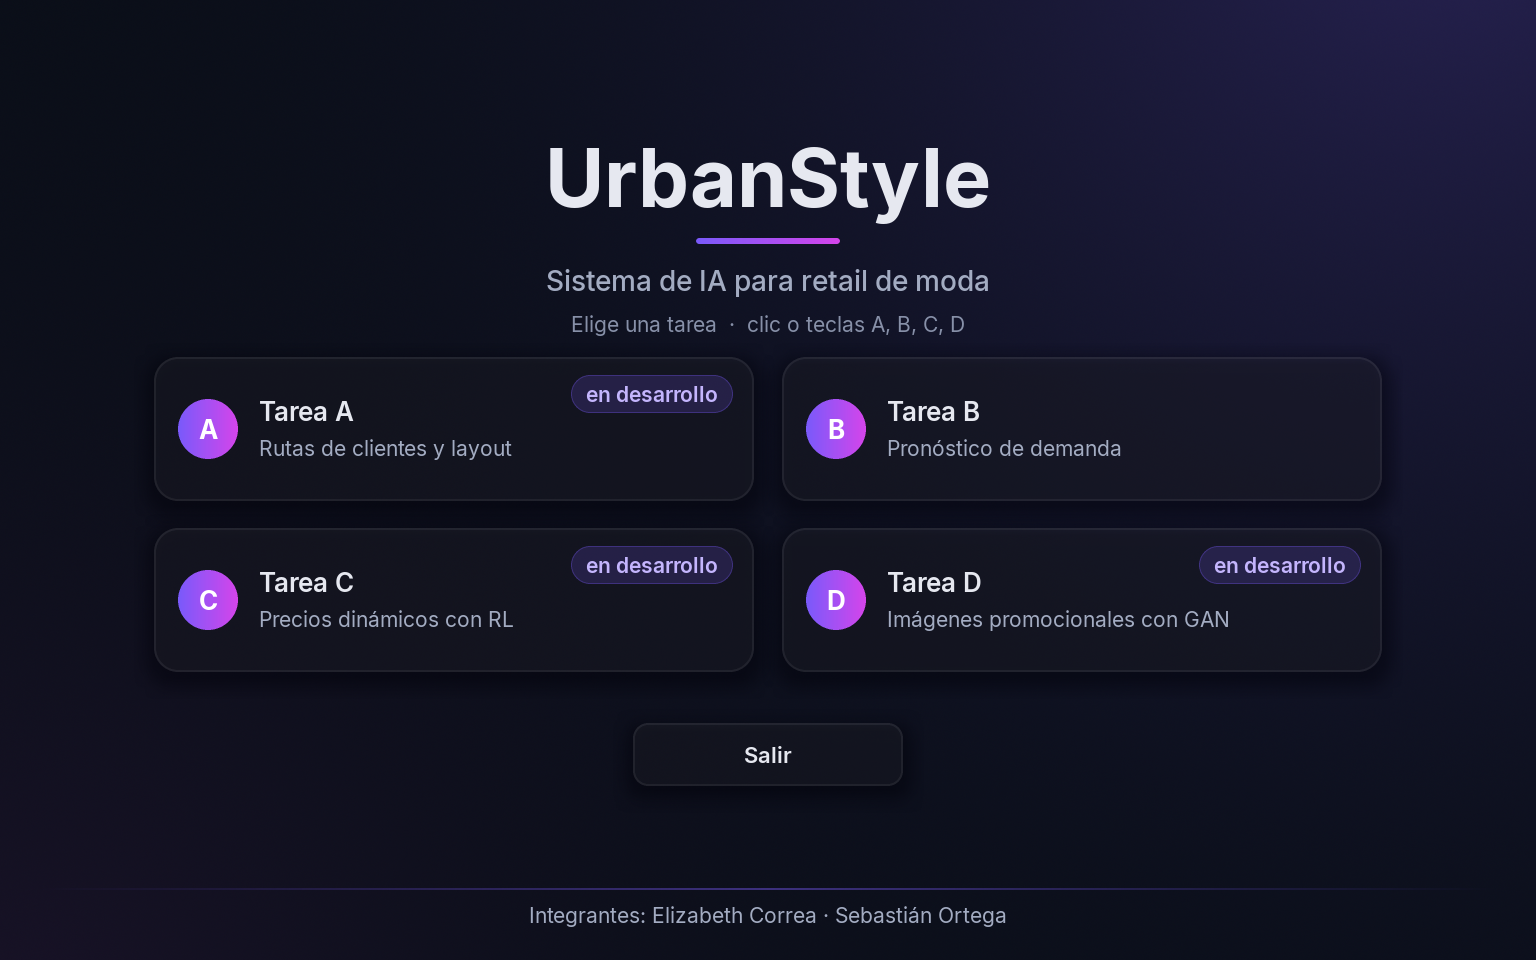 UrbanStyle
Sistema de IA para retail de moda
Elige una tarea · clic o teclas A, B, C, D
A
Tarea A
en desarrollo
Rutas de clientes y layout
B
Tarea B
Pronóstico de demanda
C
Tarea C
en desarrollo
Precios dinámicos con RL
D
Tarea D
en desarrollo
Imágenes promocionales con GAN
Salir
Integrantes: Elizabeth Correa · Sebastián Ortega